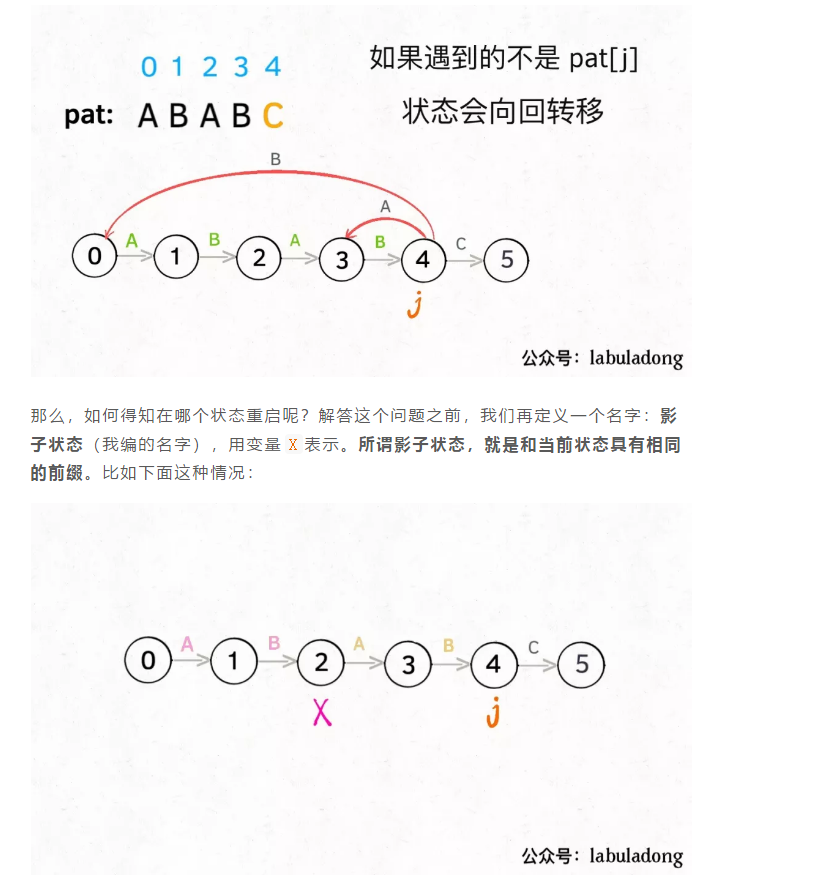 0 1 2 3 4
如果遇到的不是 pat[j]
pat: A B A B C
状态会向回转移
B
A
A B A B C
0 1 2 3 4 5
j
公众号：labuladong
那么，如何得知在哪个状态重启呢？解答这个问题之前，我们再定义一个名字：影
子状态（我编的名字），用变量 X 表示。所谓影子状态，就是和当前状态具有相同
的前缀。比如下面这种情况：
A B A B C
0 1 2 3 4 5
X j
公众号：labuladong